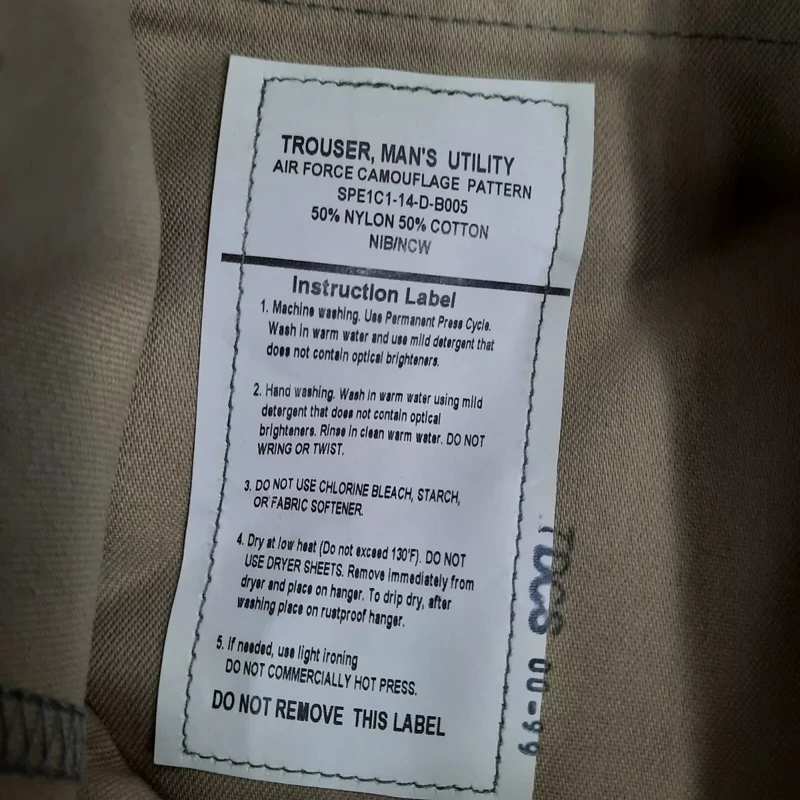 TROUSER, MAN'S UTILITY
AIR FORCE CAMOUFLAGE PATTERN
SPE1C1-14-D-B005
50% NYLON 50% COTTON
NIB/NCW
Instruction Label
1. Machine washing. Use Permanent Press Cycle.
Wash in warm water and use mild detergent that
does not contain optical brighteners.
2. Hand washing. Wash in warm water using mild
detergent that does not contain optical
brighteners. Rinse in clean warm water. DO NOT
WRING OR TWIST.
3. DO NOT USE CHLORINE BLEACH, STARCH,
OR FABRIC SOFTENER.
4. Dry at low heat (Do not exceed 130°F). DO NOT
USE DRYER SHEETS. Remove immediately from
dryer and place on hanger. To drip dry, after
washing place on rustproof hanger.
5. If needed, use light ironing
DO NOT COMMERCIALLY HOT PRESS.
DO NOT REMOVE THIS LABEL